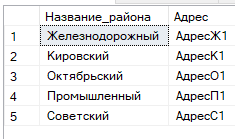 Название_района Адрес
1 Железнодорожный АдресЖ1
2 Кировский АдресК1
3 Октябрьский АдресО1
4 Промышленный АдресП1
5 Советский АдресС1